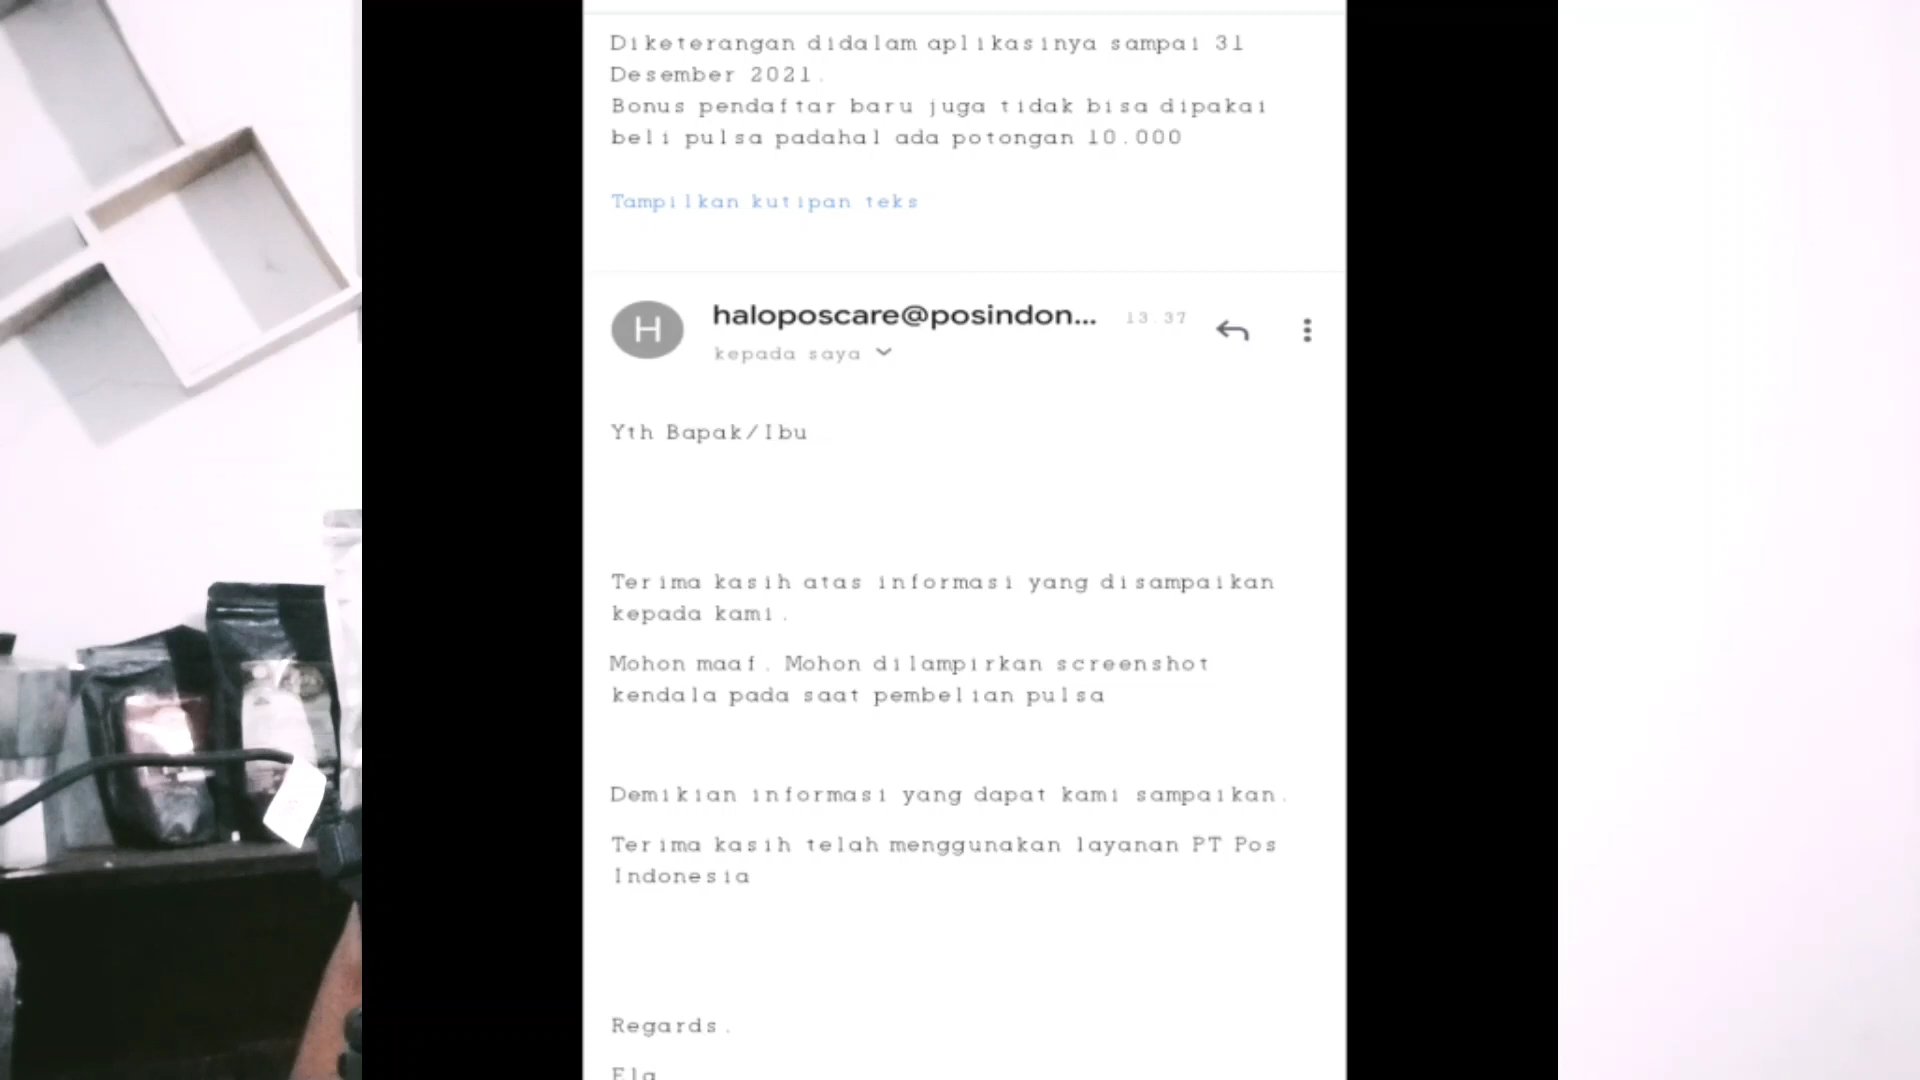 Diketerangan didalam aplikasinya sampai 31
Desember 2021.
Bonus pendaftar baru juga tidak bisa dipakai
beli pulsa padahal ada potongan 10.000
Tampilkan kutipan teks
H
haloposcare@posindon... 13.37
kepada saya
Yth Bapak/Ibu
Terima kasih atas informasi yang disampaikan
kepada kami.
Mohon maaf. Mohon dilampirkan screenshot
kendala pada saat pembelian pulsa
Demikian informasi yang dapat kami sampaikan.
Terima kasih telah menggunakan layanan PT Pos
Indonesia
Regards.
Ela